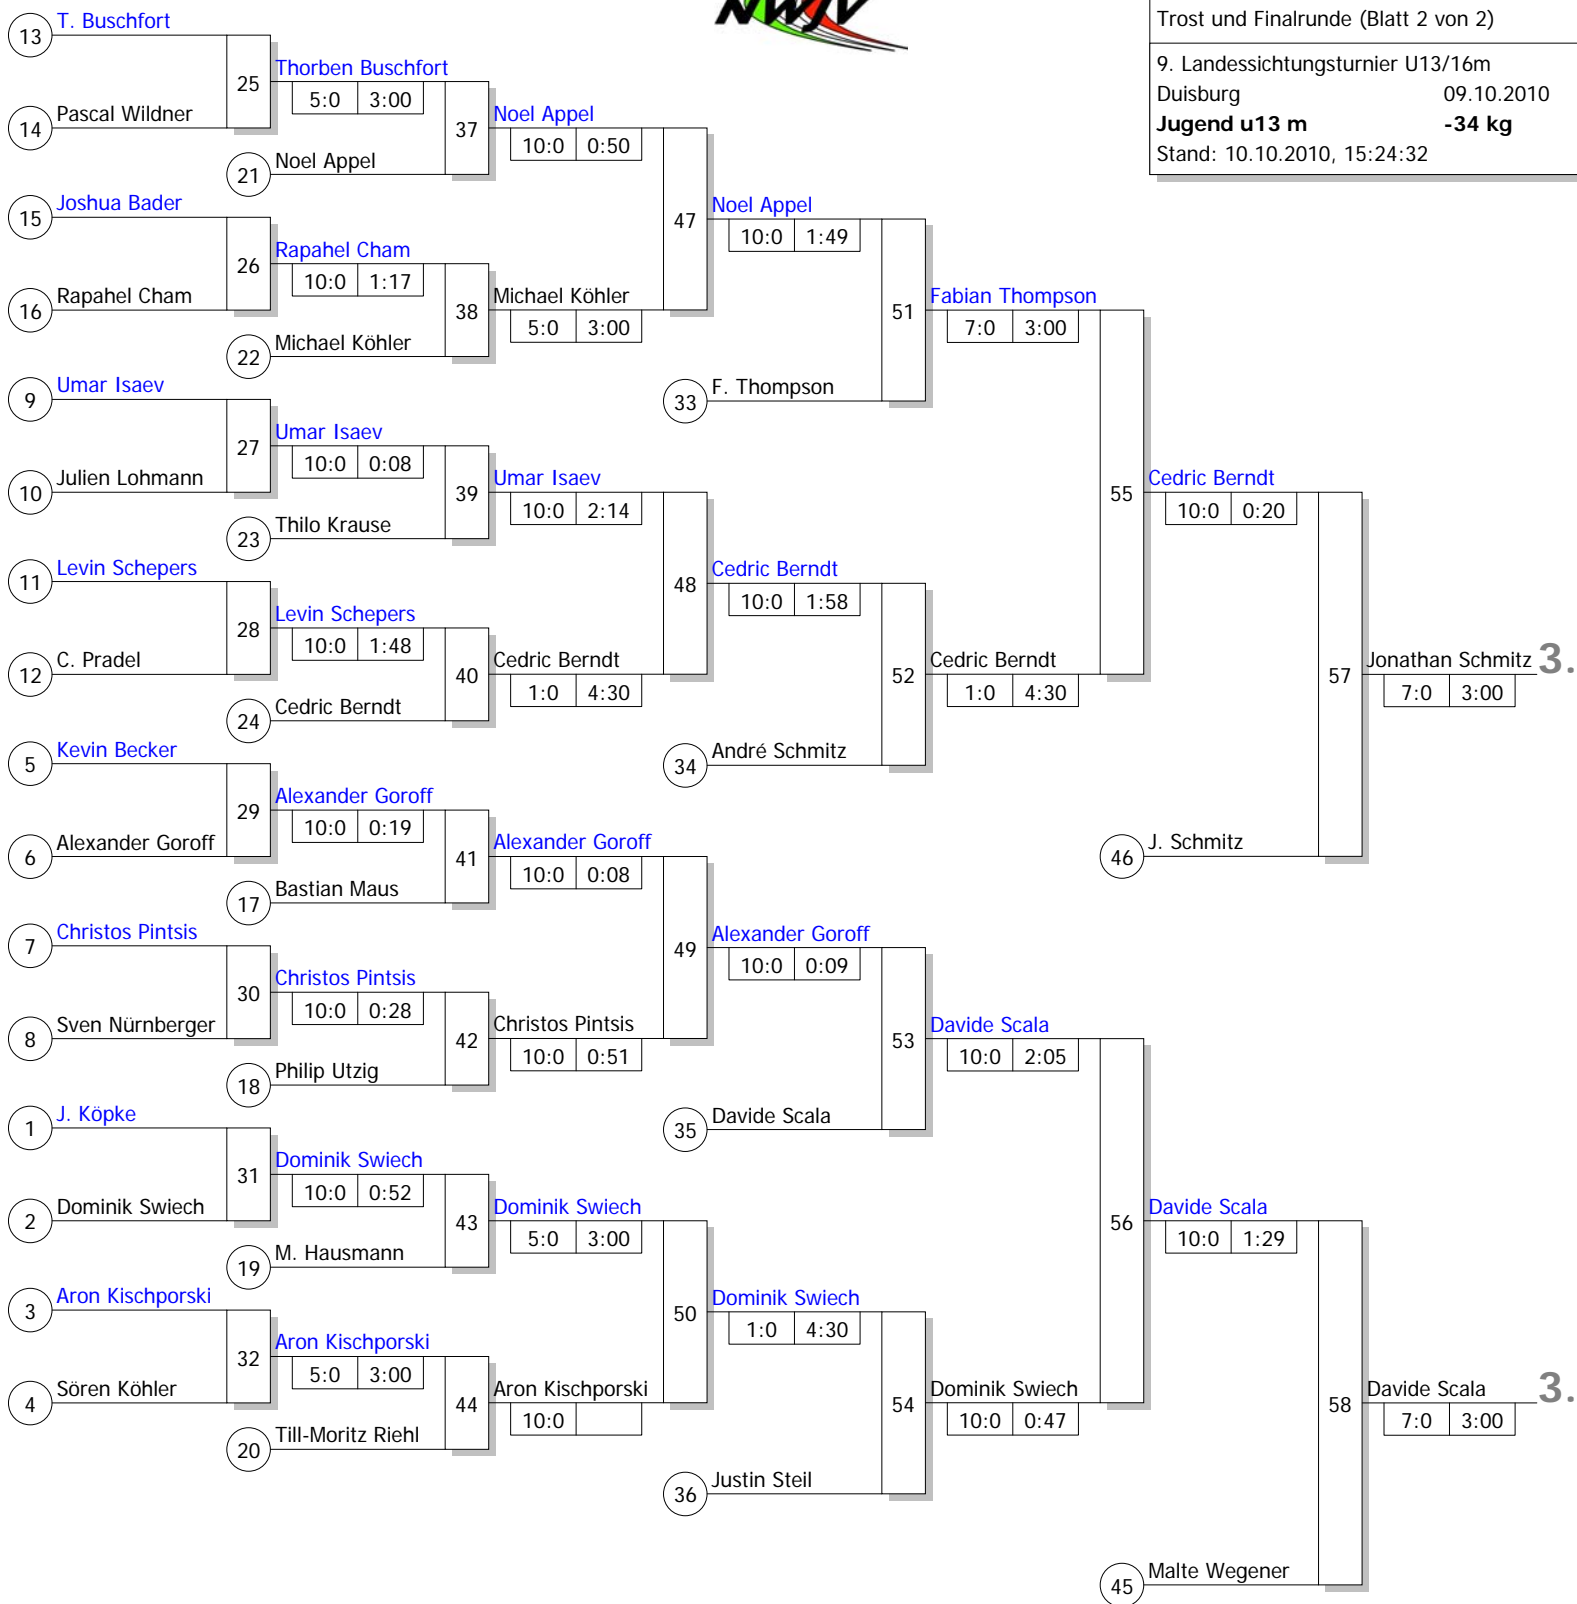 NWJV
Trost und Finalrunde (Blatt 2 von 2)
9. Landessichtungsturnier U13/16m
Duisburg 09.10.2010
Jugend u13 m -34 kg
Stand: 10.10.2010, 15:24:32
13 T. Buschfort
25
Thorben Buschfort
5:0 3:00
14 Pascal Wildner
37
Noel Appel
10:0 0:50
21 Noel Appel
15 Joshua Bader
47
Noel Appel
10:0 1:49
26
Rapahel Cham
10:0 1:17
16 Rapahel Cham
38
Michael Köhler
5:0 3:00
22 Michael Köhler
51
Fabian Thompson
7:0 3:00
9 Umar Isaev
33 F. Thompson
27
Umar Isaev
10:0 0:08
10 Julien Lohmann
39
Umar Isaev
10:0 2:14
23 Thilo Krause
55
Cedric Berndt
10:0 0:20
11 Levin Schepers
48
Cedric Berndt
10:0 1:58
28
Levin Schepers
10:0 1:48
12 C. Pradel
40
Cedric Berndt
1:0 4:30
24 Cedric Berndt
52
Cedric Berndt
1:0 4:30
57
Jonathan Schmitz 3.
7:0 3:00
5 Kevin Becker
34 André Schmitz
29
Alexander Goroff
10:0 0:19
6 Alexander Goroff
41
Alexander Goroff
10:0 0:08
46 J. Schmitz
17 Bastian Maus
7 Christos Pintsis
49
Alexander Goroff
10:0 0:09
30
Christos Pintsis
10:0 0:28
8 Sven Nürnberger
42
Christos Pintsis
10:0 0:51
18 Philip Utzig
53
Davide Scala
10:0 2:05
1 J. Köpke
35 Davide Scala
31
Dominik Swiech
10:0 0:52
2 Dominik Swiech
43
Dominik Swiech
5:0 3:00
19 M. Hausmann
56
Davide Scala
10:0 1:29
3 Aron Kischporski
50
Dominik Swiech
1:0 4:30
32
Aron Kischporski
5:0 3:00
4 Sören Köhler
44
Aron Kischporski
10:0
20 Till-Moritz Riehl
54
Dominik Swiech
10:0 0:47
58
Davide Scala 3.
7:0 3:00
36 Justin Steil
45 Malte Wegener